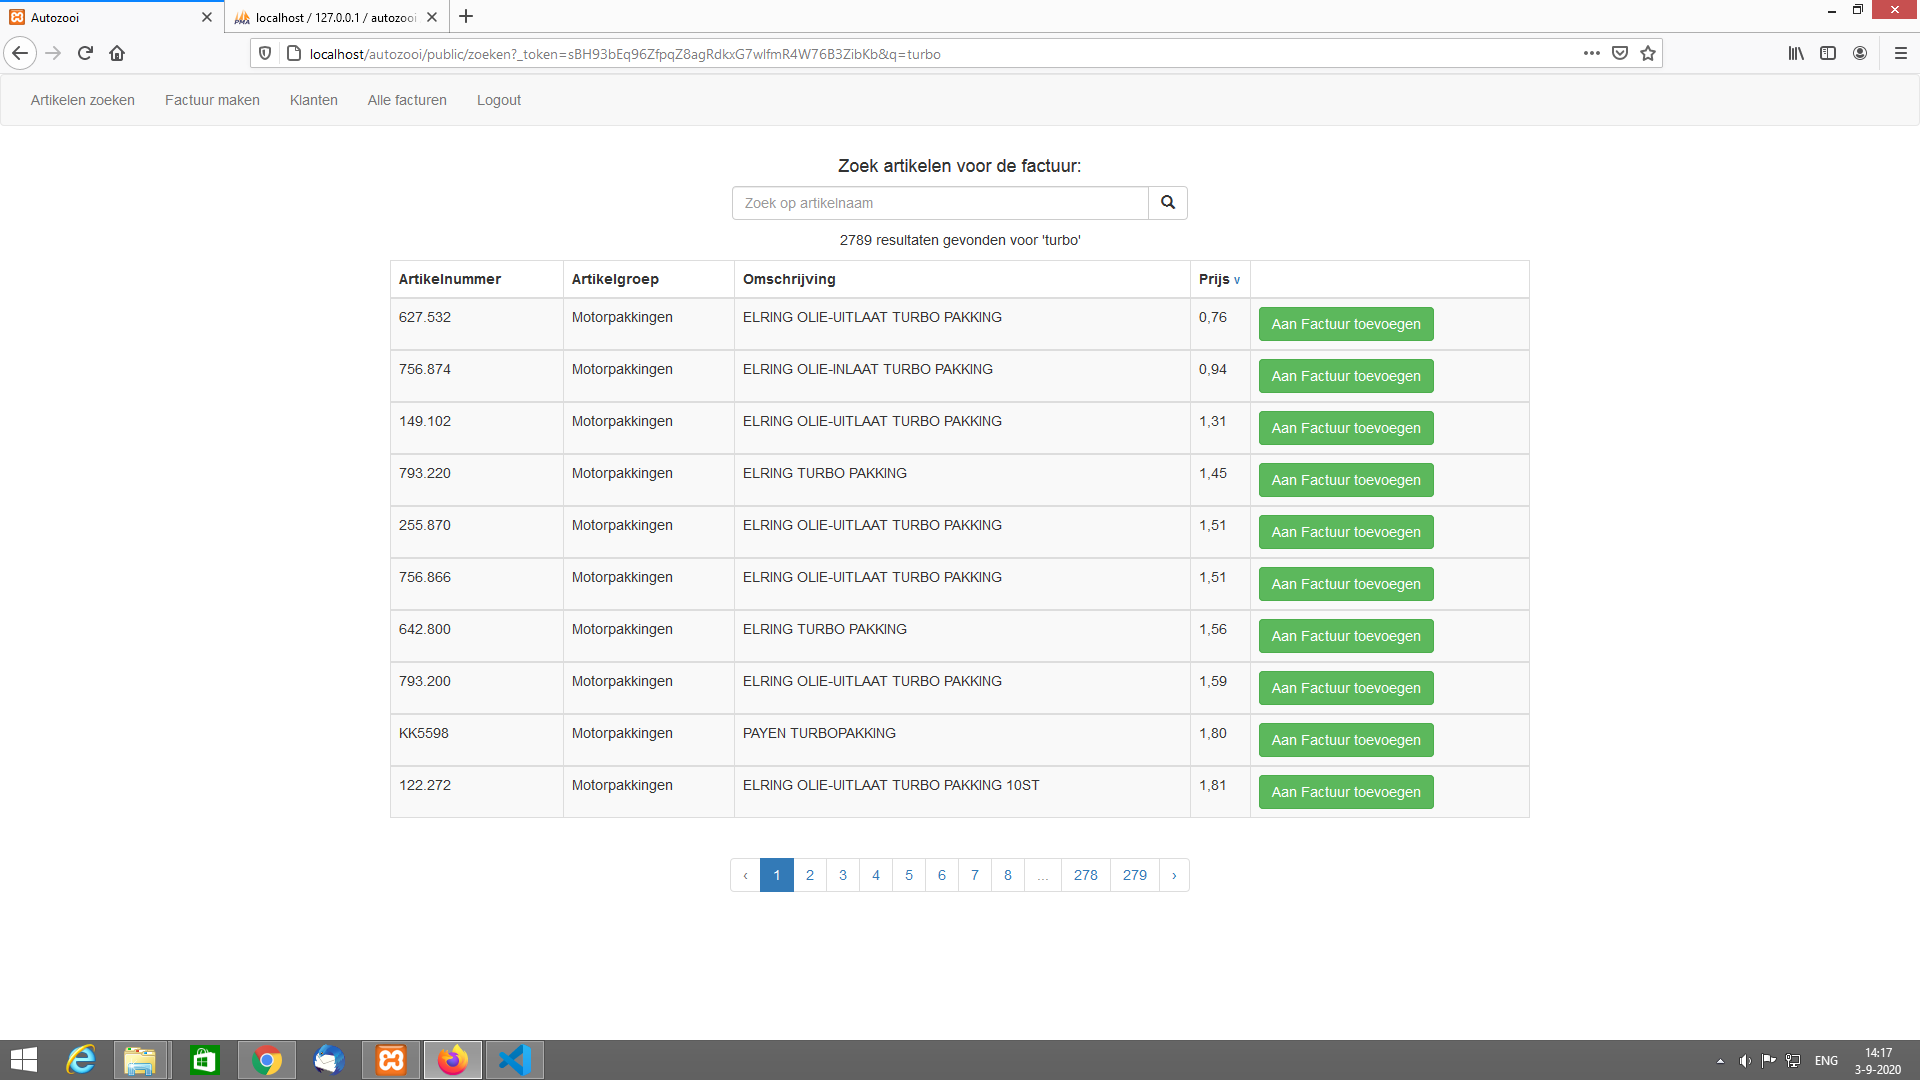 Autozooi
localhost / 127.0.0.1 / autozooi
localhost/autozooi/public/zoeken?_token=sBH93bEq96ZfpqZ8agRdkxG7wlfmR4W76B3ZibKb&q=turbo
Artikelen zoeken Factuur maken Klanten Alle facturen Logout
Zoek artikelen voor de factuur:
Zoek op artikelnaam
2789 resultaten gevonden voor 'turbo'
Artikelnummer Artikelgroep Omschrijving Prijs v
627.532 Motorpakkingen ELRING OLIE-UITLAAT TURBO PAKKING 0,76 Aan Factuur toevoegen
756.874 Motorpakkingen ELRING OLIE-INLAAT TURBO PAKKING 0,94 Aan Factuur toevoegen
149.102 Motorpakkingen ELRING OLIE-UITLAAT TURBO PAKKING 1,31 Aan Factuur toevoegen
793.220 Motorpakkingen ELRING TURBO PAKKING 1,45 Aan Factuur toevoegen
255.870 Motorpakkingen ELRING OLIE-UITLAAT TURBO PAKKING 1,51 Aan Factuur toevoegen
756.866 Motorpakkingen ELRING OLIE-UITLAAT TURBO PAKKING 1,51 Aan Factuur toevoegen
642.800 Motorpakkingen ELRING TURBO PAKKING 1,56 Aan Factuur toevoegen
793.200 Motorpakkingen ELRING OLIE-UITLAAT TURBO PAKKING 1,59 Aan Factuur toevoegen
KK5598 Motorpakkingen PAYEN TURBOPAKKING 1,80 Aan Factuur toevoegen
122.272 Motorpakkingen ELRING OLIE-UITLAAT TURBO PAKKING 10ST 1,81 Aan Factuur toevoegen
‹ 1 2 3 4 5 6 7 8 ... 278 279 ›
ENG 14:17
3-9-2020